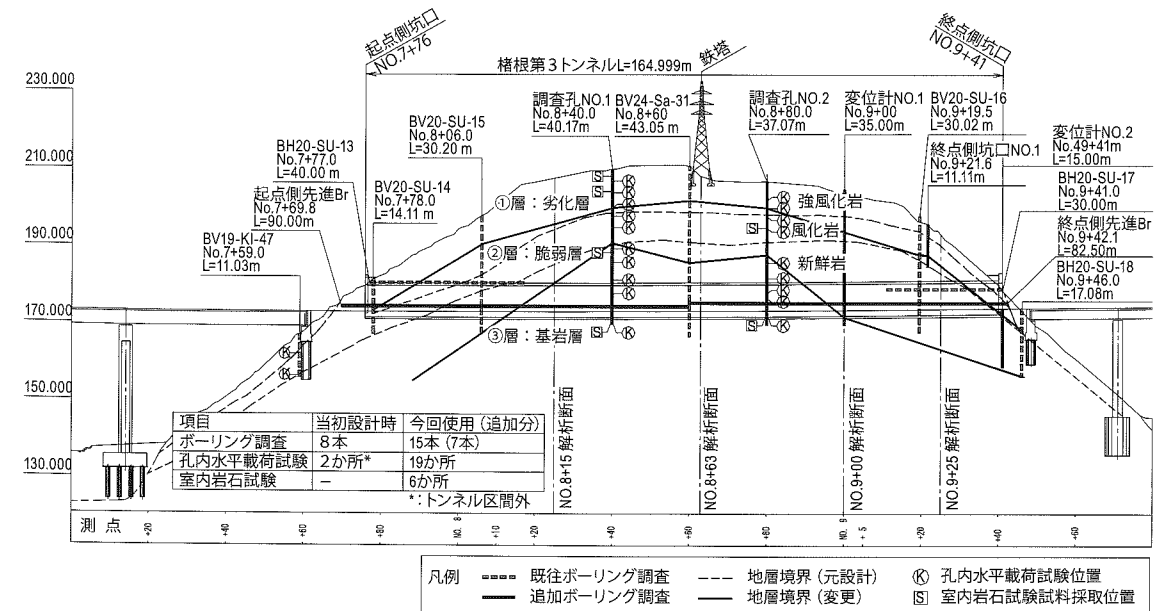 起点側坑口
NO.7+76
終点側坑口
NO.9+41
楮根第3トンネルL=164.999m
鉄塔
230.000
210.000
190.000
170.000
150.000
130.000
調査孔NO.1
No.8+40.0
L=40.17m
BV24-Sa-31
No.8+60
L=43.05m
調査孔NO.2
No.8+80.0
L=37.07m
変位計NO.1
No.9+00
L=35.00m
BV20-SU-16
No.9+19.5
L=30.02 m
BV20-SU-15
No.8+06.0
L=30.20 m
BH20-SU-13
No.7+77.0
L=40.00 m
起点側先進Br
No.7+69.8
L=90.00m
BV20-SU-14
No.7+78.0
L=14.11 m
BV19-KI-47
No.7+59.0
L=11.03m
終点側坑口NO.1
No.9+21.6
L=11.11m
変位計NO.2
No.49+41m
L=15.00m
BH20-SU-17
No.9+41.0
L=30.00m
終点側先進Br
No.9+42.1
L=82.50m
BH20-SU-18
No.9+46.0
L=17.08m
①層:劣化層
②層:脆弱層
③層:基岩層
強風化岩
風化岩
新鮮岩
S K
S K
K
K
S K
K
K
K
S K
K
K
K
S K
K
K
K
K
S K
K
K
NO.8+15 解析断面
NO.8+63 解析断面
NO.9+00 解析断面
NO.9+25 解析断面
項目 当初設計時 今回使用(追加分)
ボーリング調査 8本 15本(7本)
孔内水平載荷試験 2か所* 19か所
室内岩石試験 − 6か所
*:トンネル区間外
測点 +20 +40 +60 +80 NO. 8 +10 +20 +40 +60 +80 NO. 9 +5 +20 +40 +60
凡例 既往ボーリング調査 地層境界(元設計) K 孔内水平載荷試験位置
追加ボーリング調査 地層境界(変更) S 室内岩石試験試料採取位置